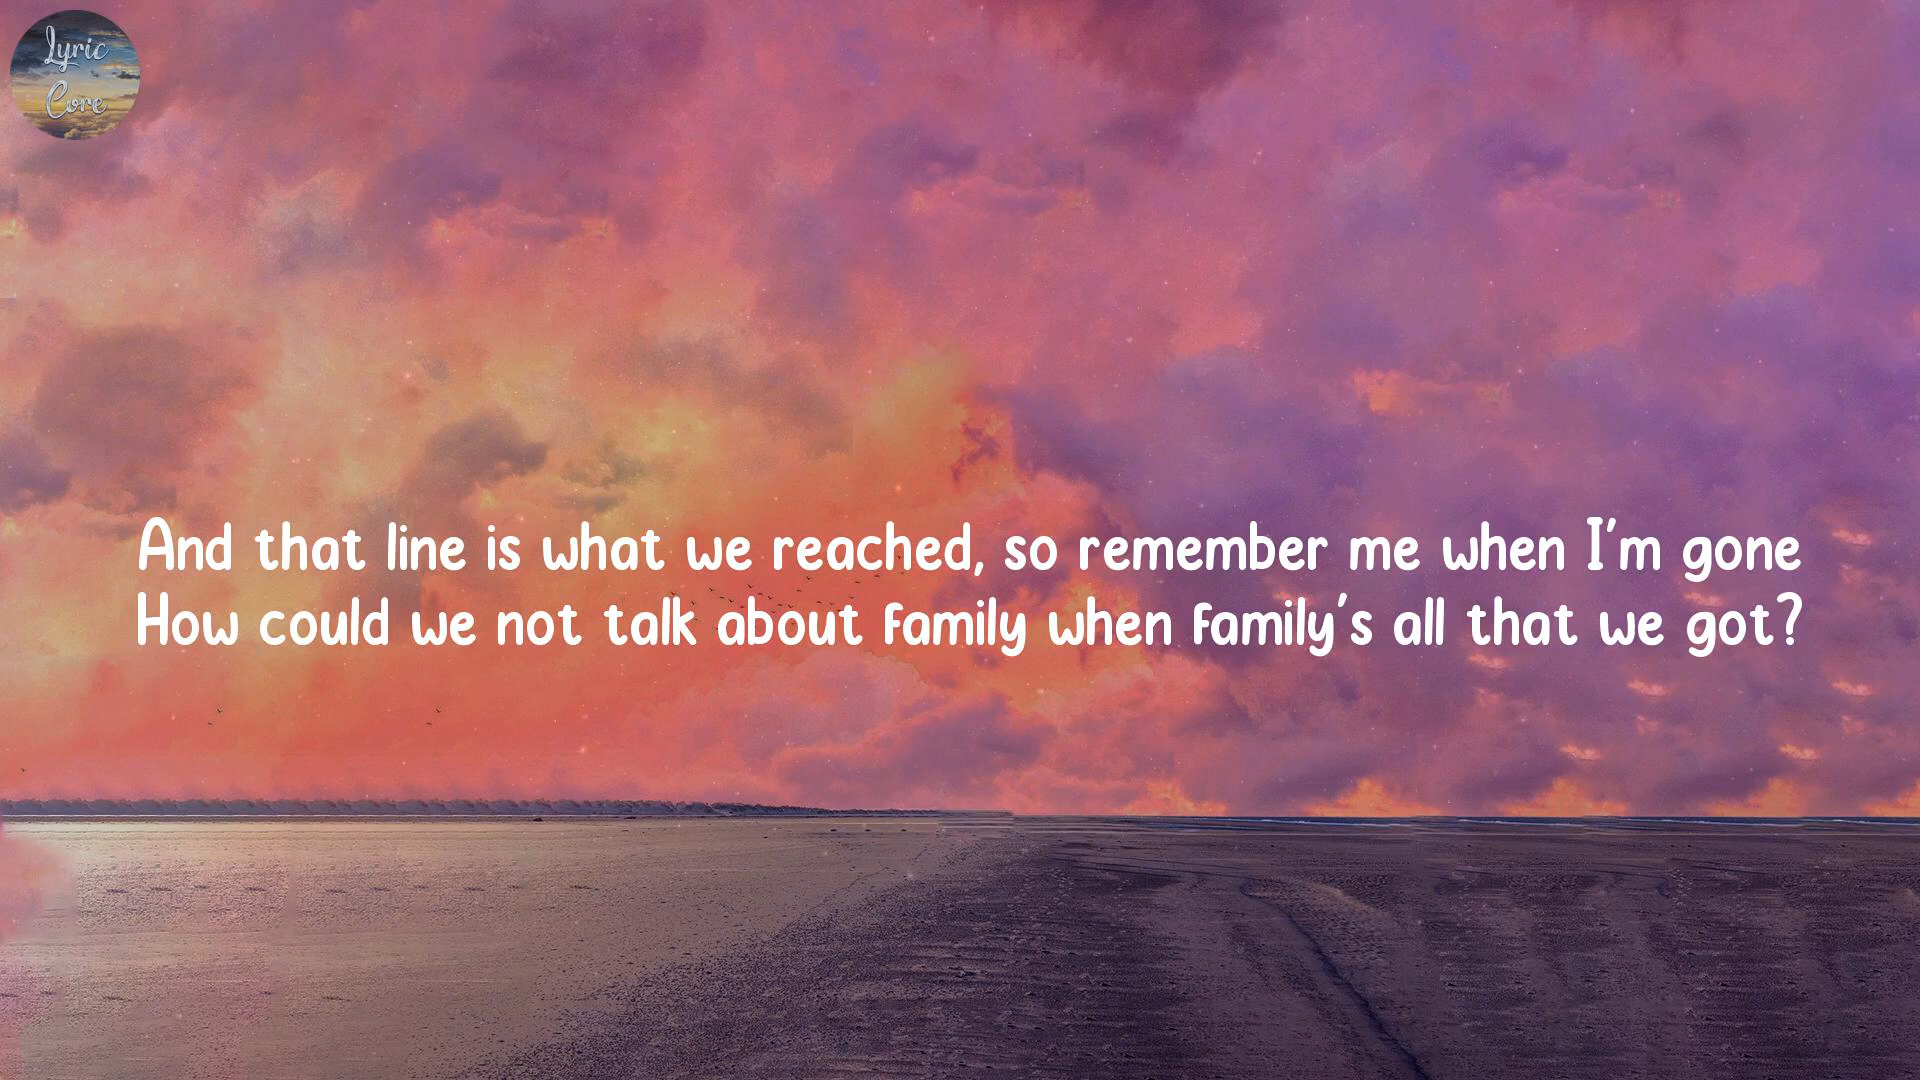 Lyric
Core
And that line is what we reached, so remember me when I'm gone
How could we not talk about family when family's all that we got?